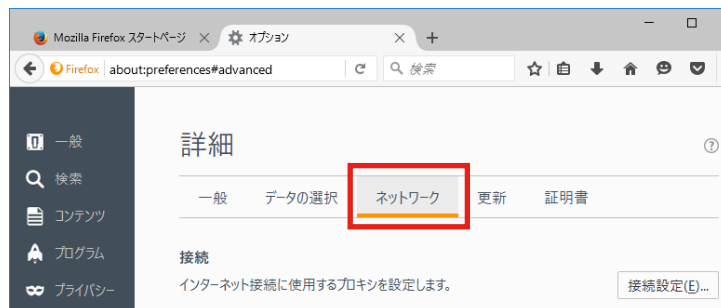 Mozilla Firefox スタートページ オプション
Firefox about:preferences#advanced 検索
一般
検索
コンテンツ
プログラム
プライバシー
詳細
一般 データの選択 ネットワーク 更新 証明書
接続
インターネット接続に使用するプロキシを設定します。 接続設定(E)...